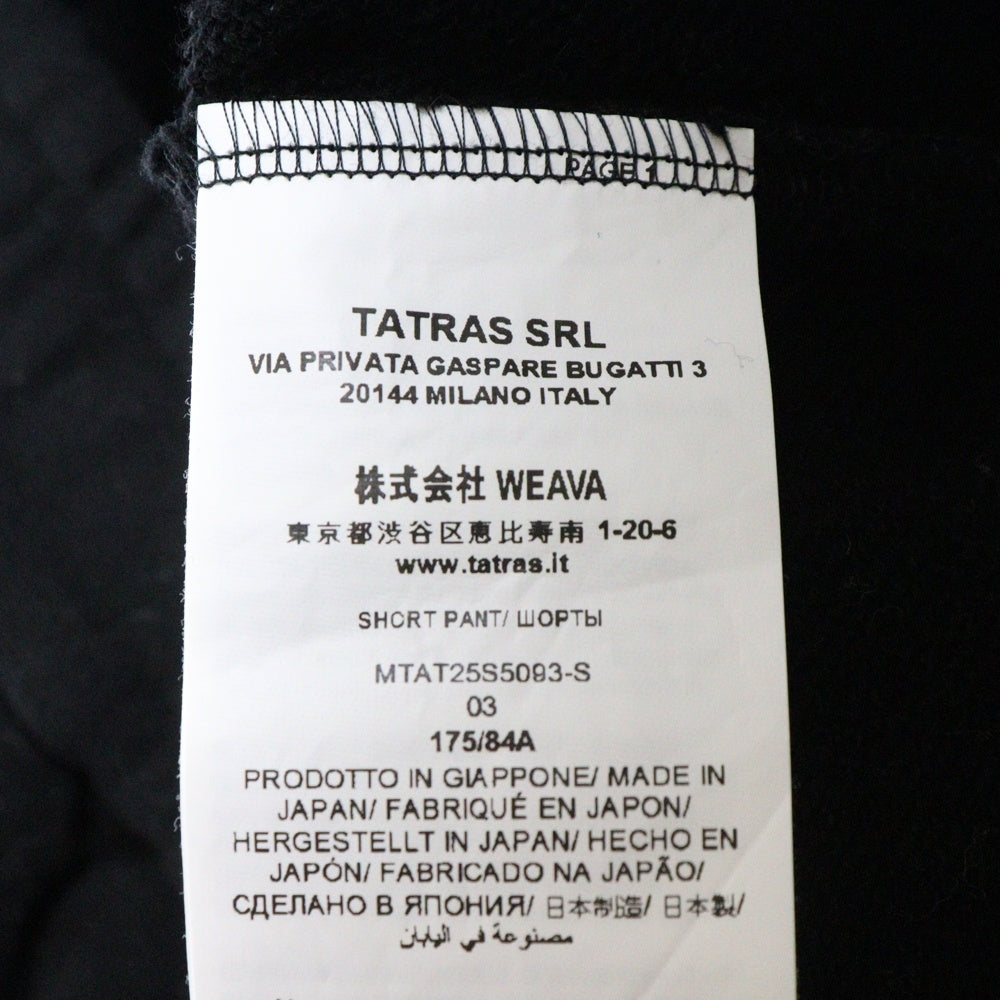 PAGE 1
TATRAS SRL
VIA PRIVATA GASPARE BUGATTI 3
20144 MILANO ITALY
株式会社 WEAVA
東京都渋谷区恵比寿南 1-20-6
www.tatras.it
SHORT PANT/ ШОРТЫ
MTAT25S5093-S
03
175/84A
PRODOTTO IN GIAPPONE/ MADE IN
JAPAN/ FABRIQUÉ EN JAPON/
HERGESTELLT IN JAPAN/ HECHO EN
JAPÓN/ FABRICADO NA JAPÃO/
СДЕЛАНО В ЯПОНИЯ/ 日本制造/ 日本製/
مصنوعة في اليابان